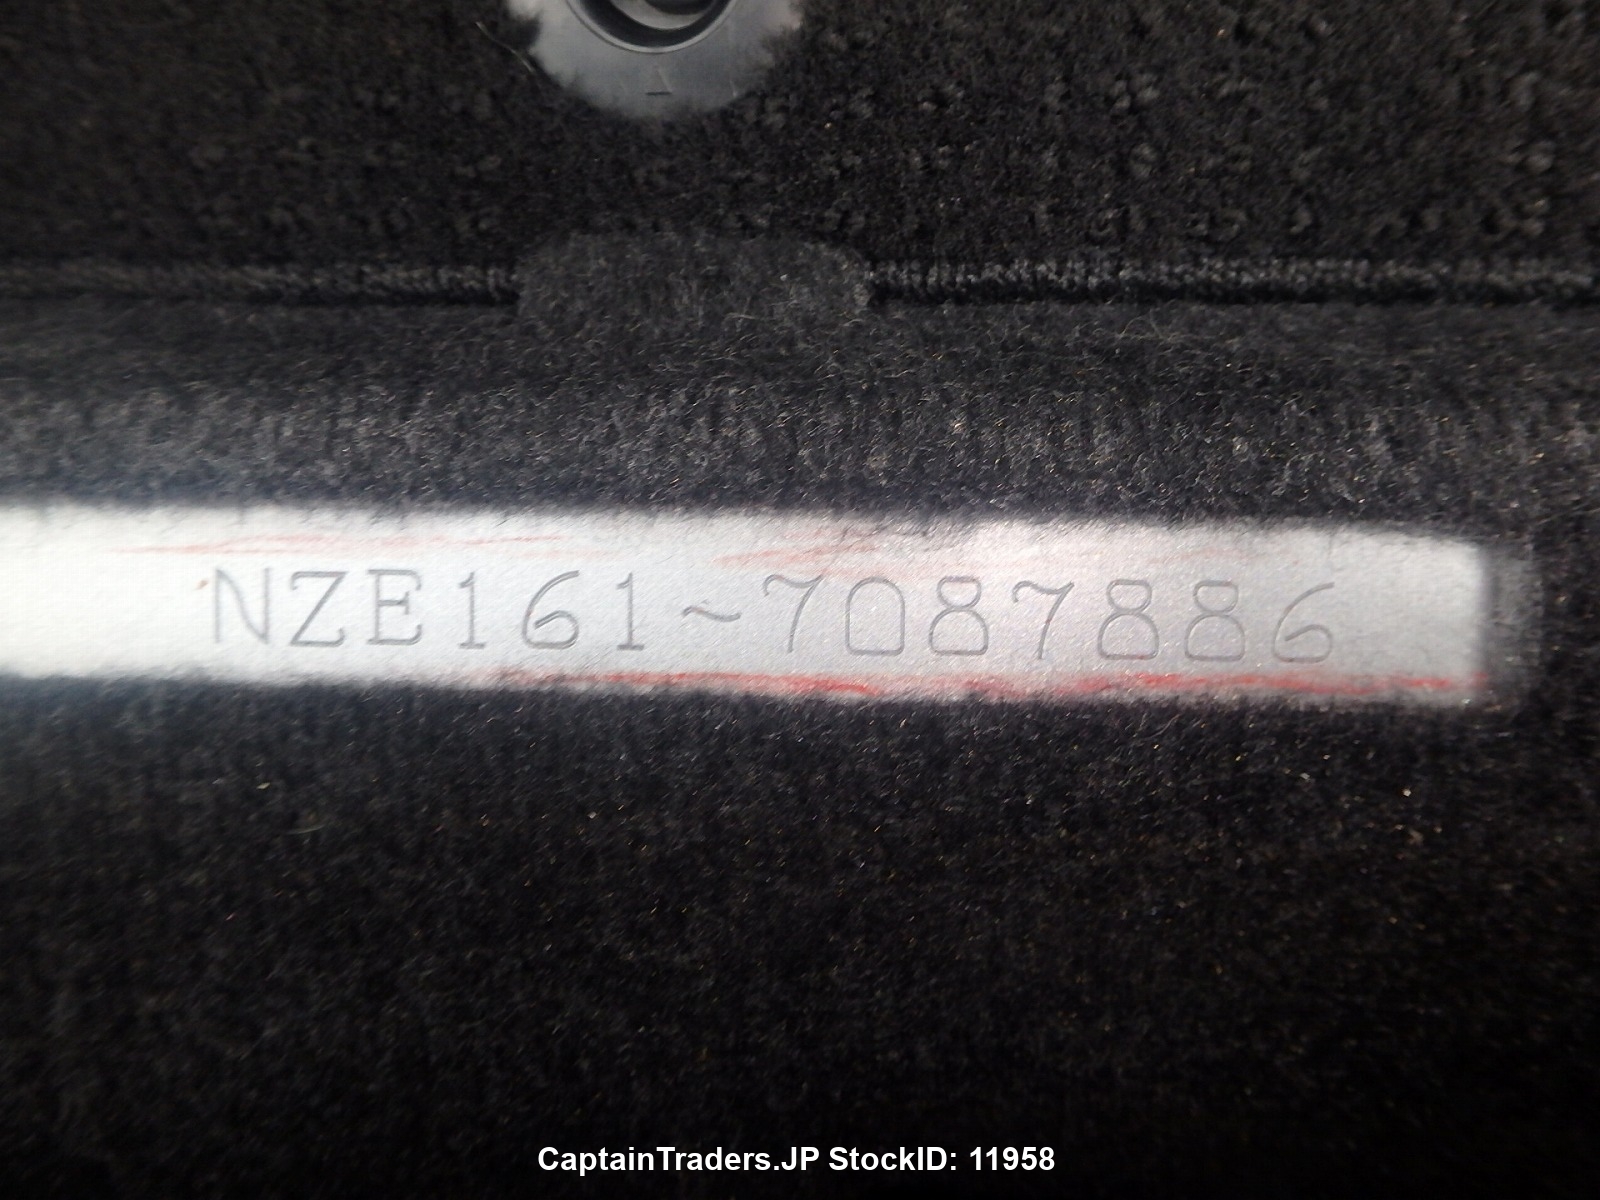 NZE161~7087886
CaptainTraders.JP StockID: 11958